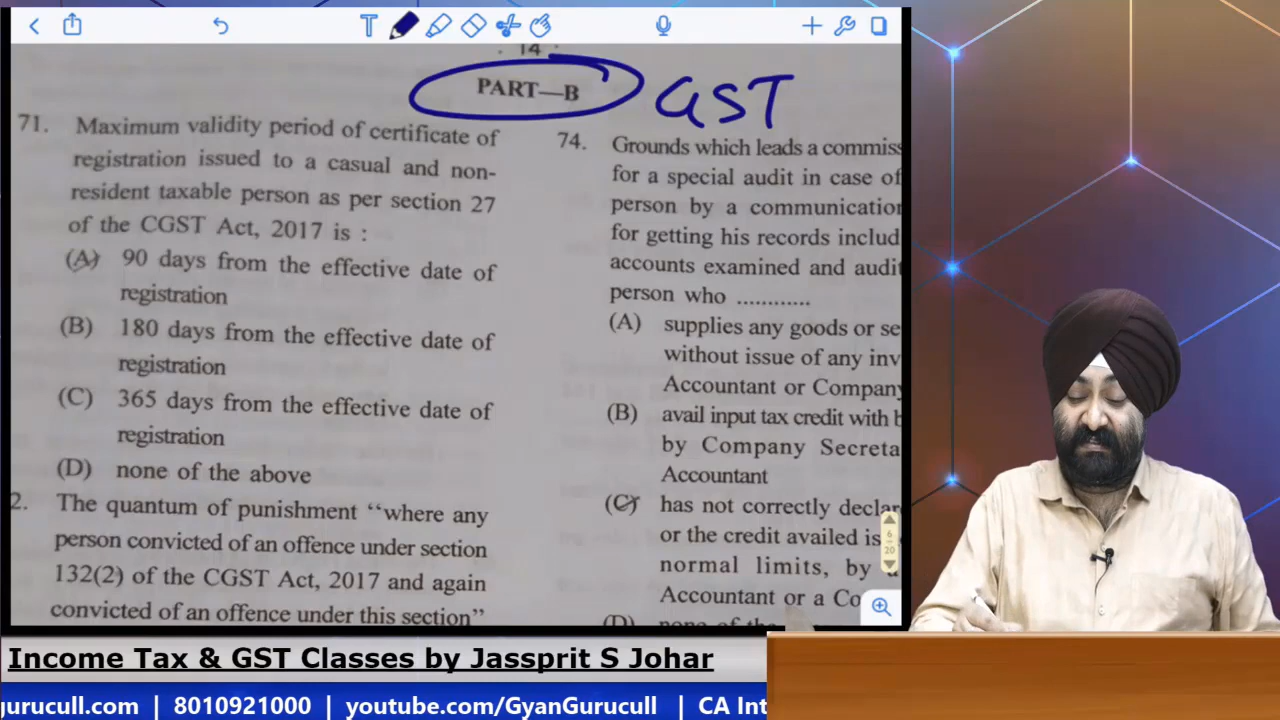 14
PART—B
GST
71. Maximum validity period of certificate of
registration issued to a casual and non-
resident taxable person as per section 27
of the CGST Act, 2017 is :
(A) 90 days from the effective date of
registration
(B) 180 days from the effective date of
registration
(C) 365 days from the effective date of
registration
(D) none of the above
2. The quantum of punishment “where any
person convicted of an offence under section
132(2) of the CGST Act, 2017 and again
convicted of an offence under this section”
74. Grounds which leads a commiss
for a special audit in case of
person by a communication
for getting his records includ
accounts examined and audit
person who ............
(A) supplies any goods or se
without issue of any inv
Accountant or Company
(B) avail input tax credit with b
by Company Secreta
Accountant
(C) has not correctly declar
or the credit availed is
normal limits, by a
Accountant or a Co
(D) none of the
6
20
Income Tax & GST Classes by Jassprit S Johar
gurucull.com | 8010921000 | youtube.com/GyanGurucull | CA Int